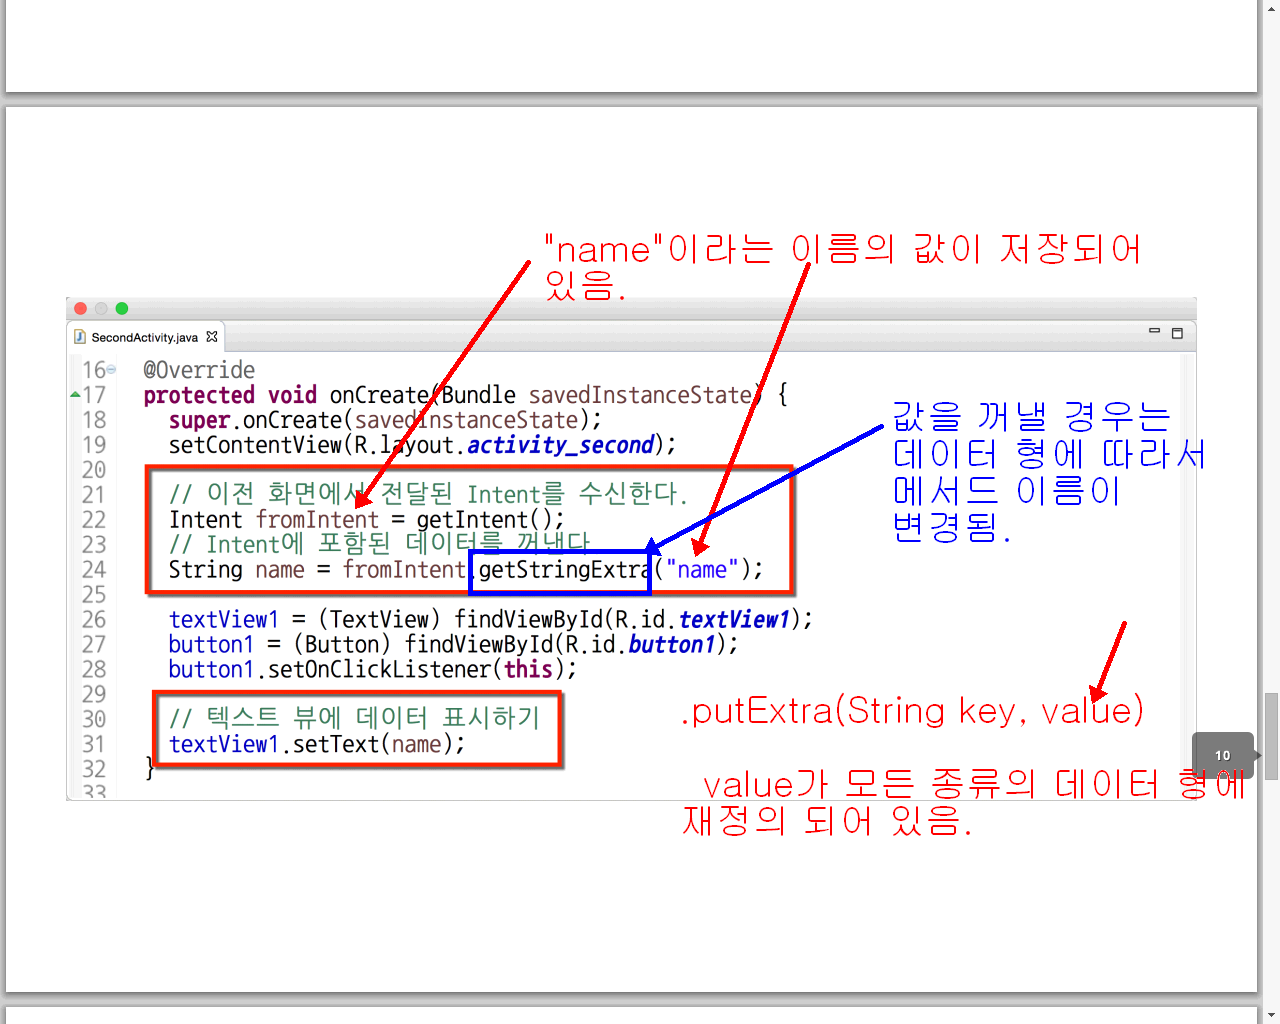 "name"이라는 이름의 값이 저장되어
있음.
SecondActivity.java
16 @Override
17 protected void onCreate(Bundle savedInstanceState) {
18 super.onCreate(savedInstanceState);
19 setContentView(R.layout.activity_second);
20
21 // 이전 화면에서 전달된 Intent를 수신한다.
22 Intent fromIntent = getIntent();
23 // Intent에 포함된 데이터를 꺼낸다
24 String name = fromIntent.getStringExtra("name");
25
26 textView1 = (TextView) findViewById(R.id.textView1);
27 button1 = (Button) findViewById(R.id.button1);
28 button1.setOnClickListener(this);
29
30 // 텍스트 뷰에 데이터 표시하기
31 textView1.setText(name);
32 }
33
값을 꺼낼 경우는
데이터 형에 따라서
메서드 이름이
변경됨.
.putExtra(String key, value)
10
value가 모든 종류의 데이터 형에
재정의 되어 있음.